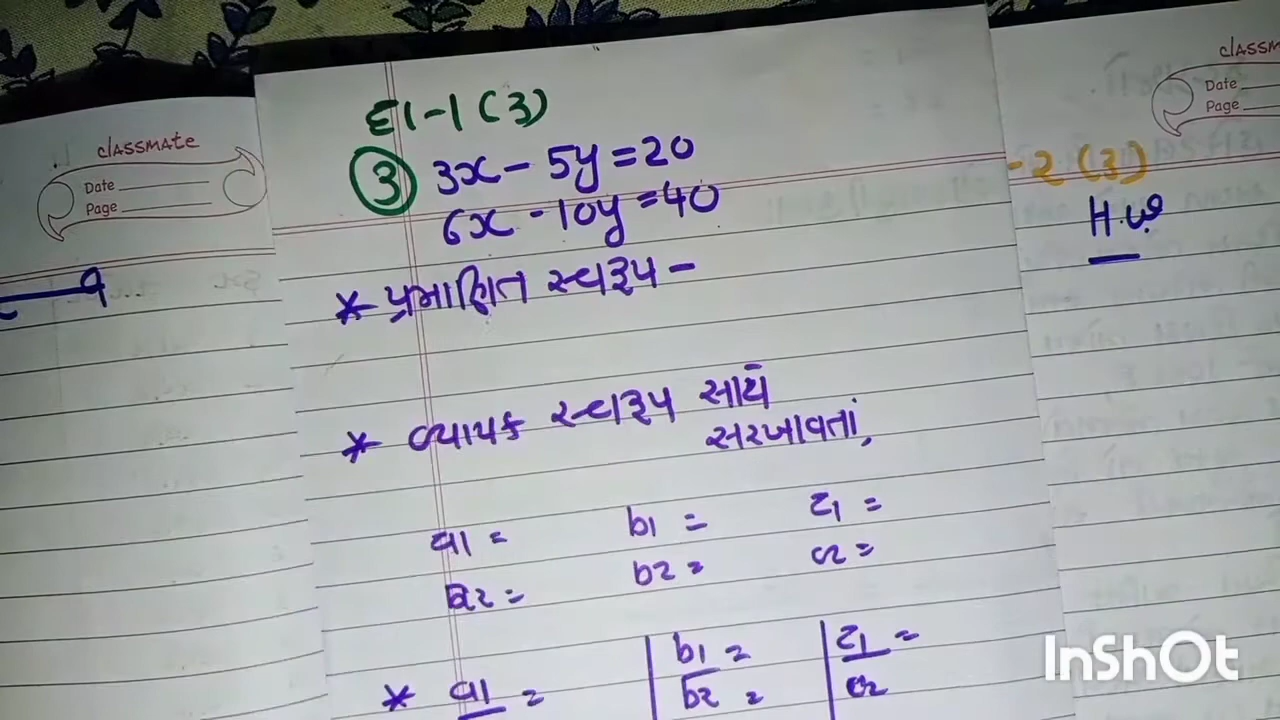 classmate
Date
Page
q
દા-1 (3)
3 3x - 5y = 20
6x - 10y = 40
* પ્રમાણિત સ્વરૂપ -
* વ્યાપક સ્વરૂપ સાથે
સરખાવતાં,
a1 = b1 = c1 =
a2 = b2 = c2 =
* a1 = | b1 = | c1 =
b2 = c2
classmate
Date
Page
-2 (3)
H.W
InShOt